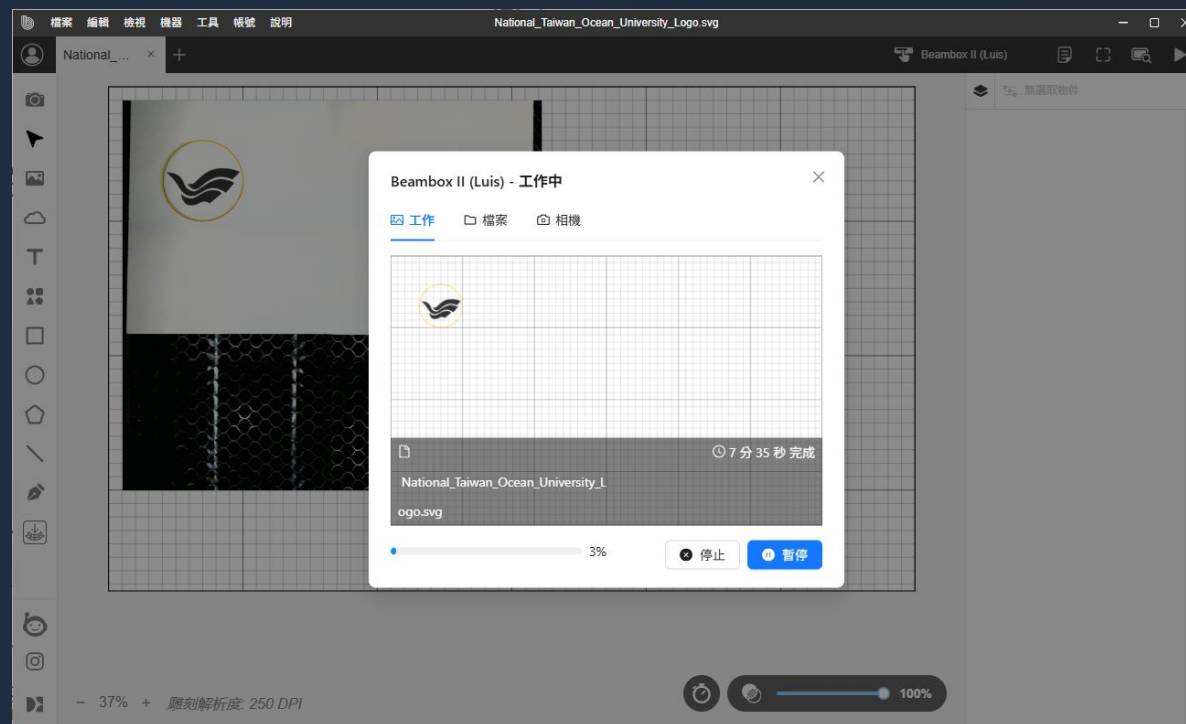 檔案 編輯 檢視 機器 工具 帳號 說明 National_Taiwan_Ocean_University_Logo.svg
National_... Beambox II (Luis)
無選取物件
Beambox II (Luis) - 工作中
工作 檔案 相機
7 分 35 秒 完成
National_Taiwan_Ocean_University_L
ogo.svg
3% 停止 暫停
37% + 雕刻解析度: 250 DPI 100%